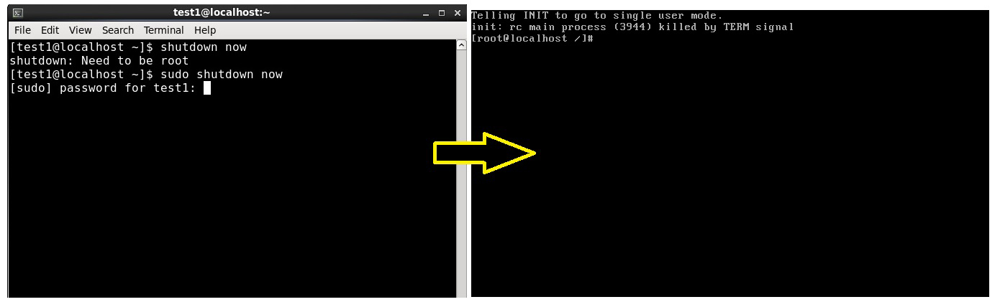 test1@localhost:~
File Edit View Search Terminal Help
[test1@localhost ~]$ shutdown now
shutdown: Need to be root
[test1@localhost ~]$ sudo shutdown now
[sudo] password for test1:
Telling INIT to go to single user mode.
init: rc main process (3944) killed by TERM signal
[root@localhost /]#